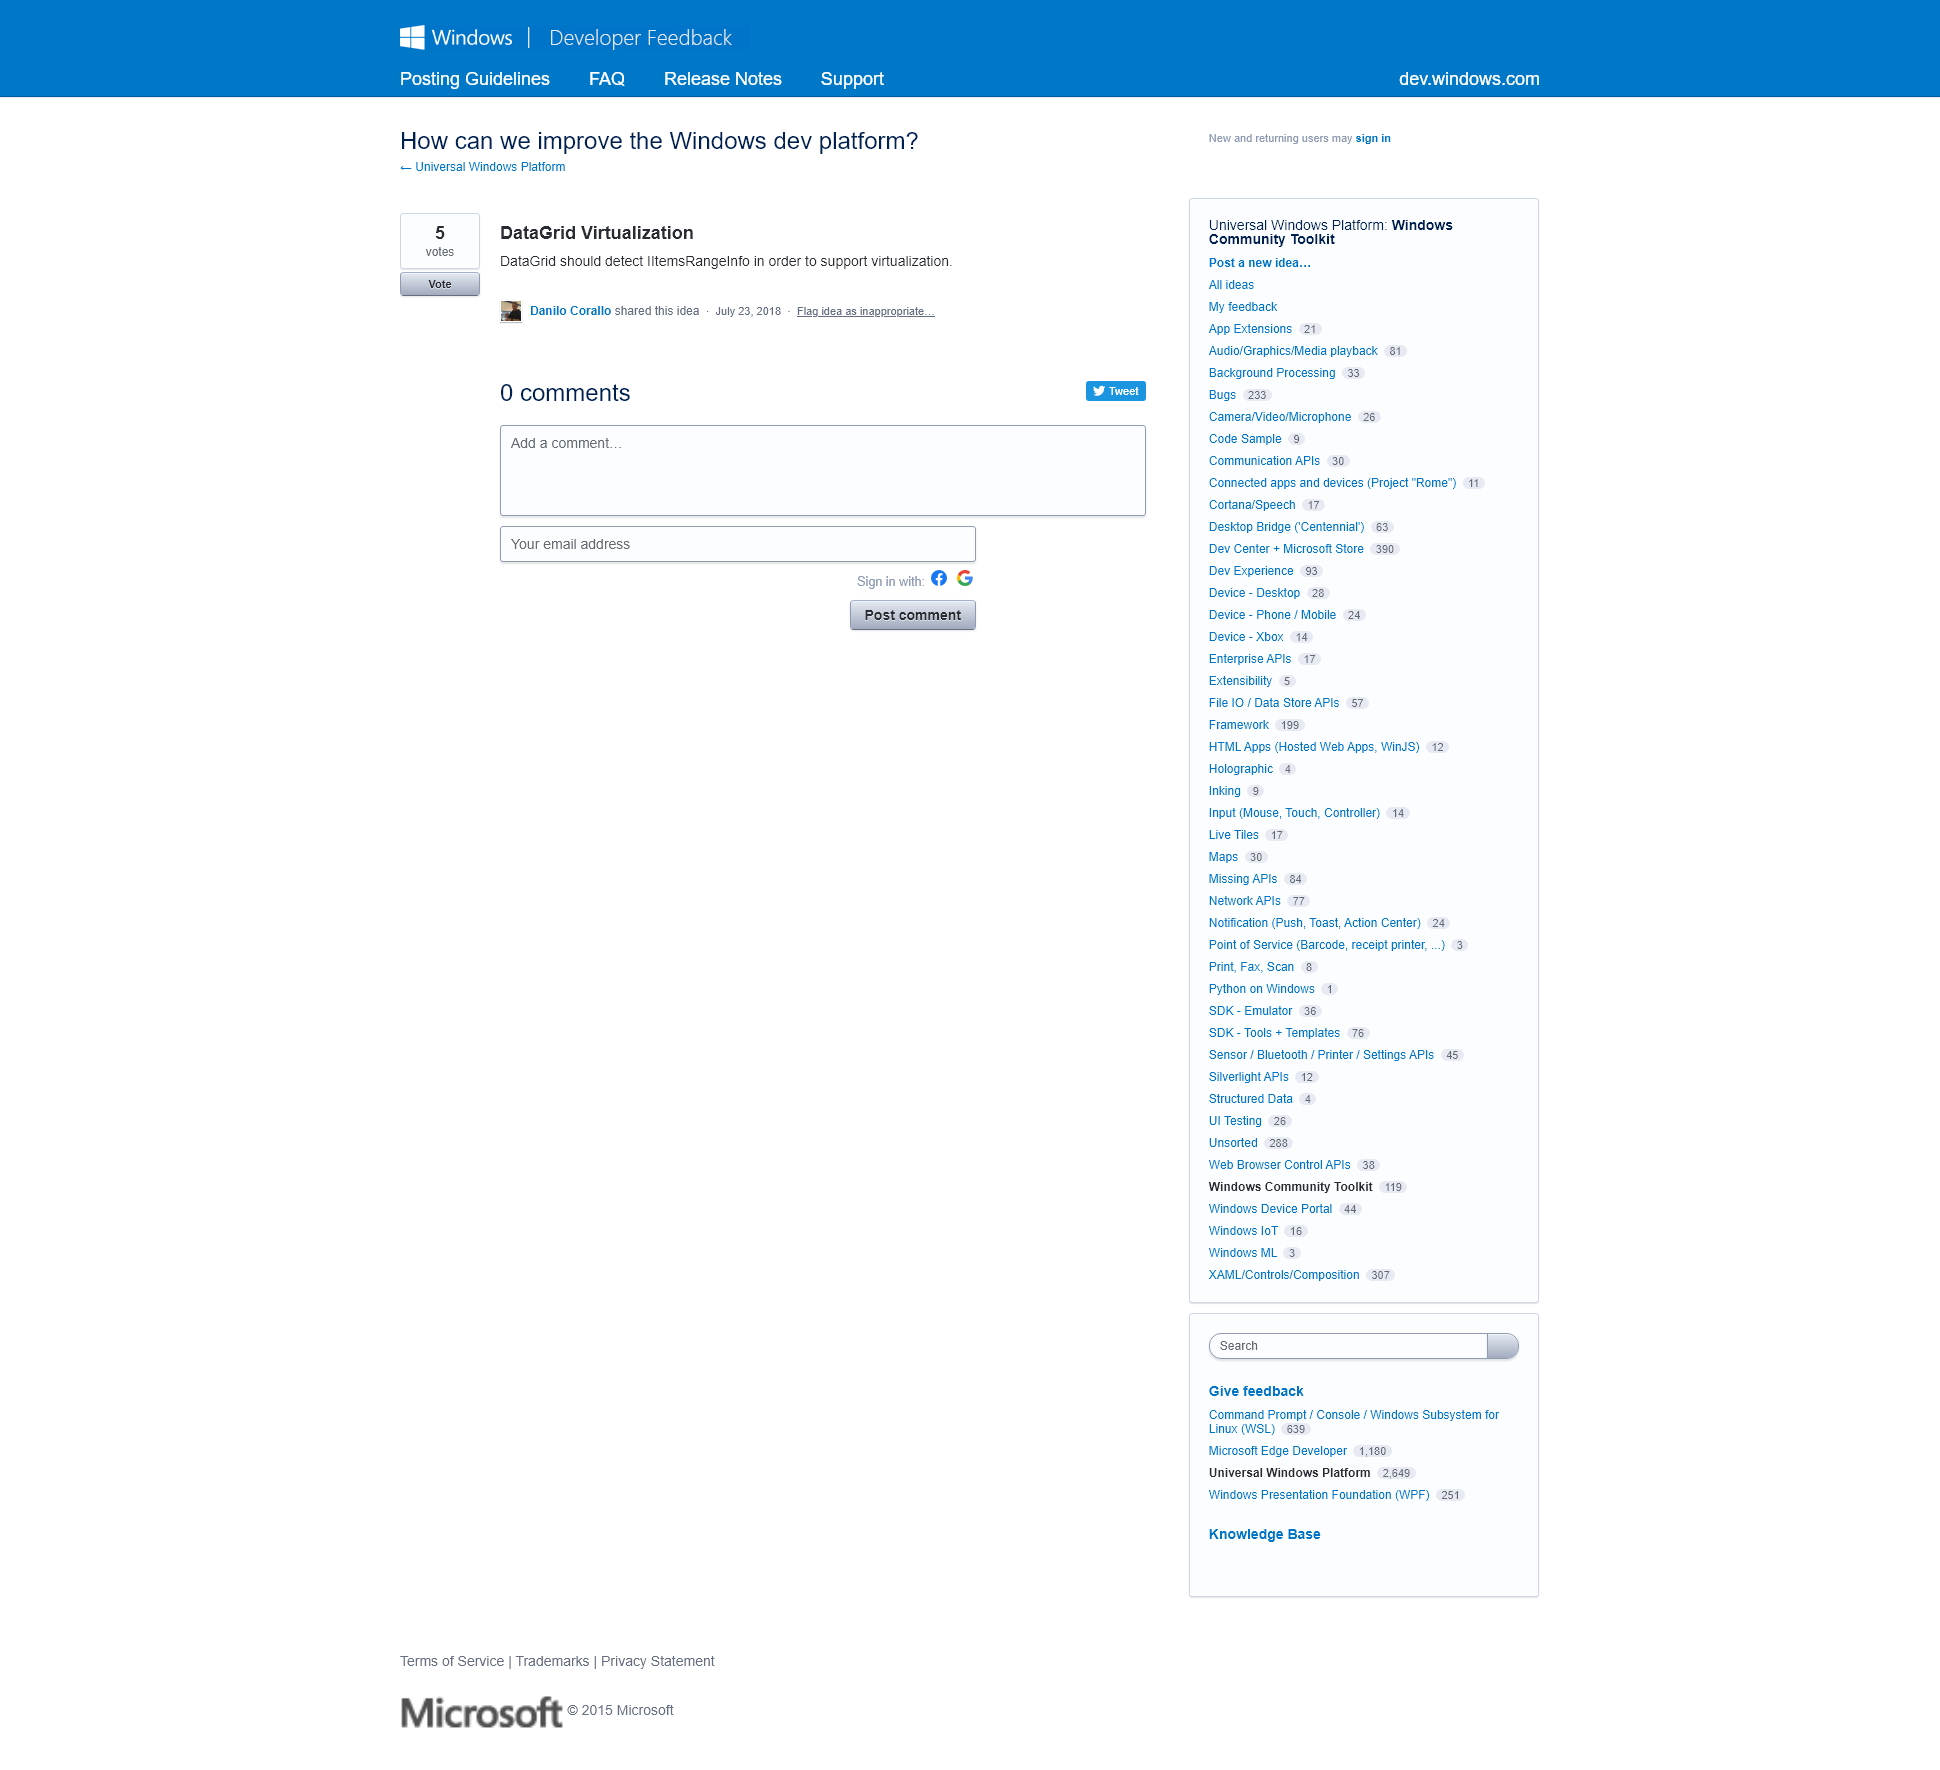 Windows | Developer Feedback
Posting Guidelines FAQ Release Notes Support dev.windows.com
How can we improve the Windows dev platform?
← Universal Windows Platform
New and returning users may sign in
5
votes
Vote
DataGrid Virtualization
DataGrid should detect IItemsRangeInfo in order to support virtualization.
Danilo Corallo shared this idea · July 23, 2018 · Flag idea as inappropriate…
0 comments
Tweet
Add a comment…
Your email address
Sign in with:
Post comment
Universal Windows Platform: Windows
Community Toolkit
Post a new idea…
All ideas
My feedback
App Extensions 21
Audio/Graphics/Media playback 81
Background Processing 33
Bugs 233
Camera/Video/Microphone 26
Code Sample 9
Communication APIs 30
Connected apps and devices (Project "Rome") 11
Cortana/Speech 17
Desktop Bridge ('Centennial') 63
Dev Center + Microsoft Store 390
Dev Experience 93
Device - Desktop 28
Device - Phone / Mobile 24
Device - Xbox 14
Enterprise APIs 17
Extensibility 5
File IO / Data Store APIs 57
Framework 199
HTML Apps (Hosted Web Apps, WinJS) 12
Holographic 4
Inking 9
Input (Mouse, Touch, Controller) 14
Live Tiles 17
Maps 30
Missing APIs 84
Network APIs 77
Notification (Push, Toast, Action Center) 24
Point of Service (Barcode, receipt printer, ...) 3
Print, Fax, Scan 8
Python on Windows 1
SDK - Emulator 36
SDK - Tools + Templates 76
Sensor / Bluetooth / Printer / Settings APIs 45
Silverlight APIs 12
Structured Data 4
UI Testing 26
Unsorted 288
Web Browser Control APIs 38
Windows Community Toolkit 119
Windows Device Portal 44
Windows IoT 16
Windows ML 3
XAML/Controls/Composition 307
Search
Give feedback
Command Prompt / Console / Windows Subsystem for
Linux (WSL) 639
Microsoft Edge Developer 1,180
Universal Windows Platform 2,649
Windows Presentation Foundation (WPF) 251
Knowledge Base
Terms of Service | Trademarks | Privacy Statement
Microsoft © 2015 Microsoft